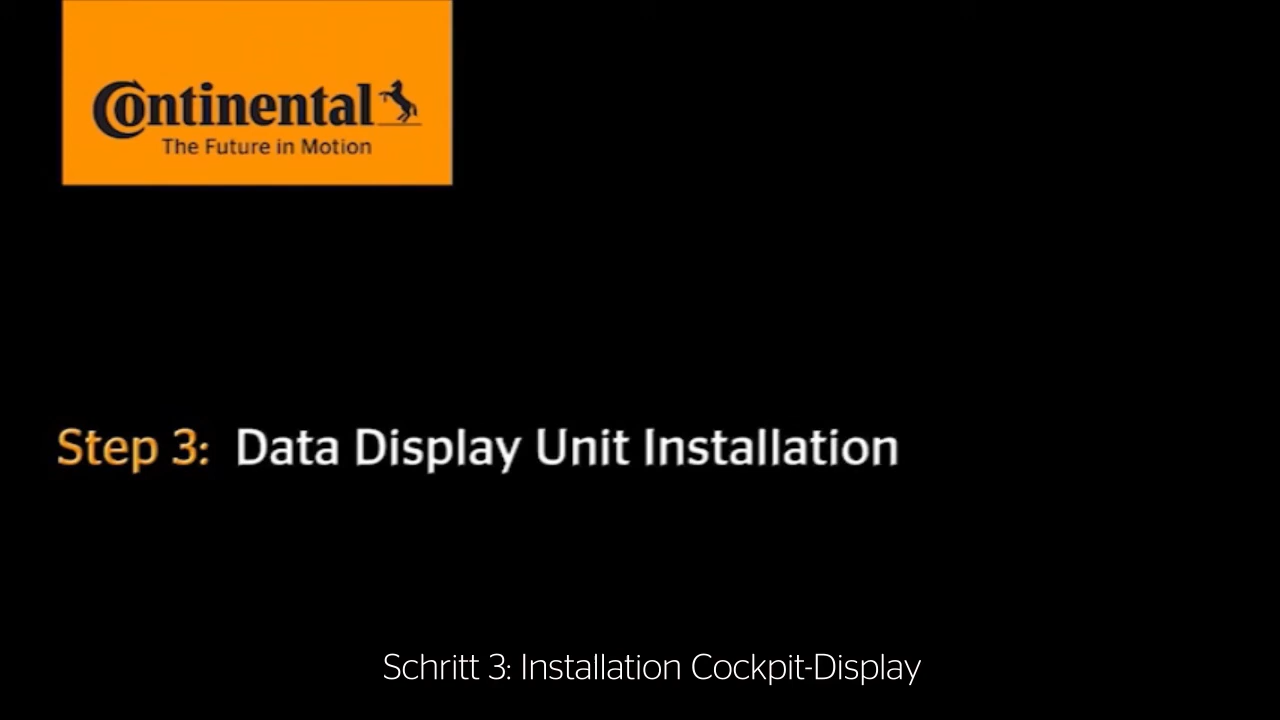 Continental
The Future in Motion
Step 3: Data Display Unit Installation
Schritt 3: Installation Cockpit-Display